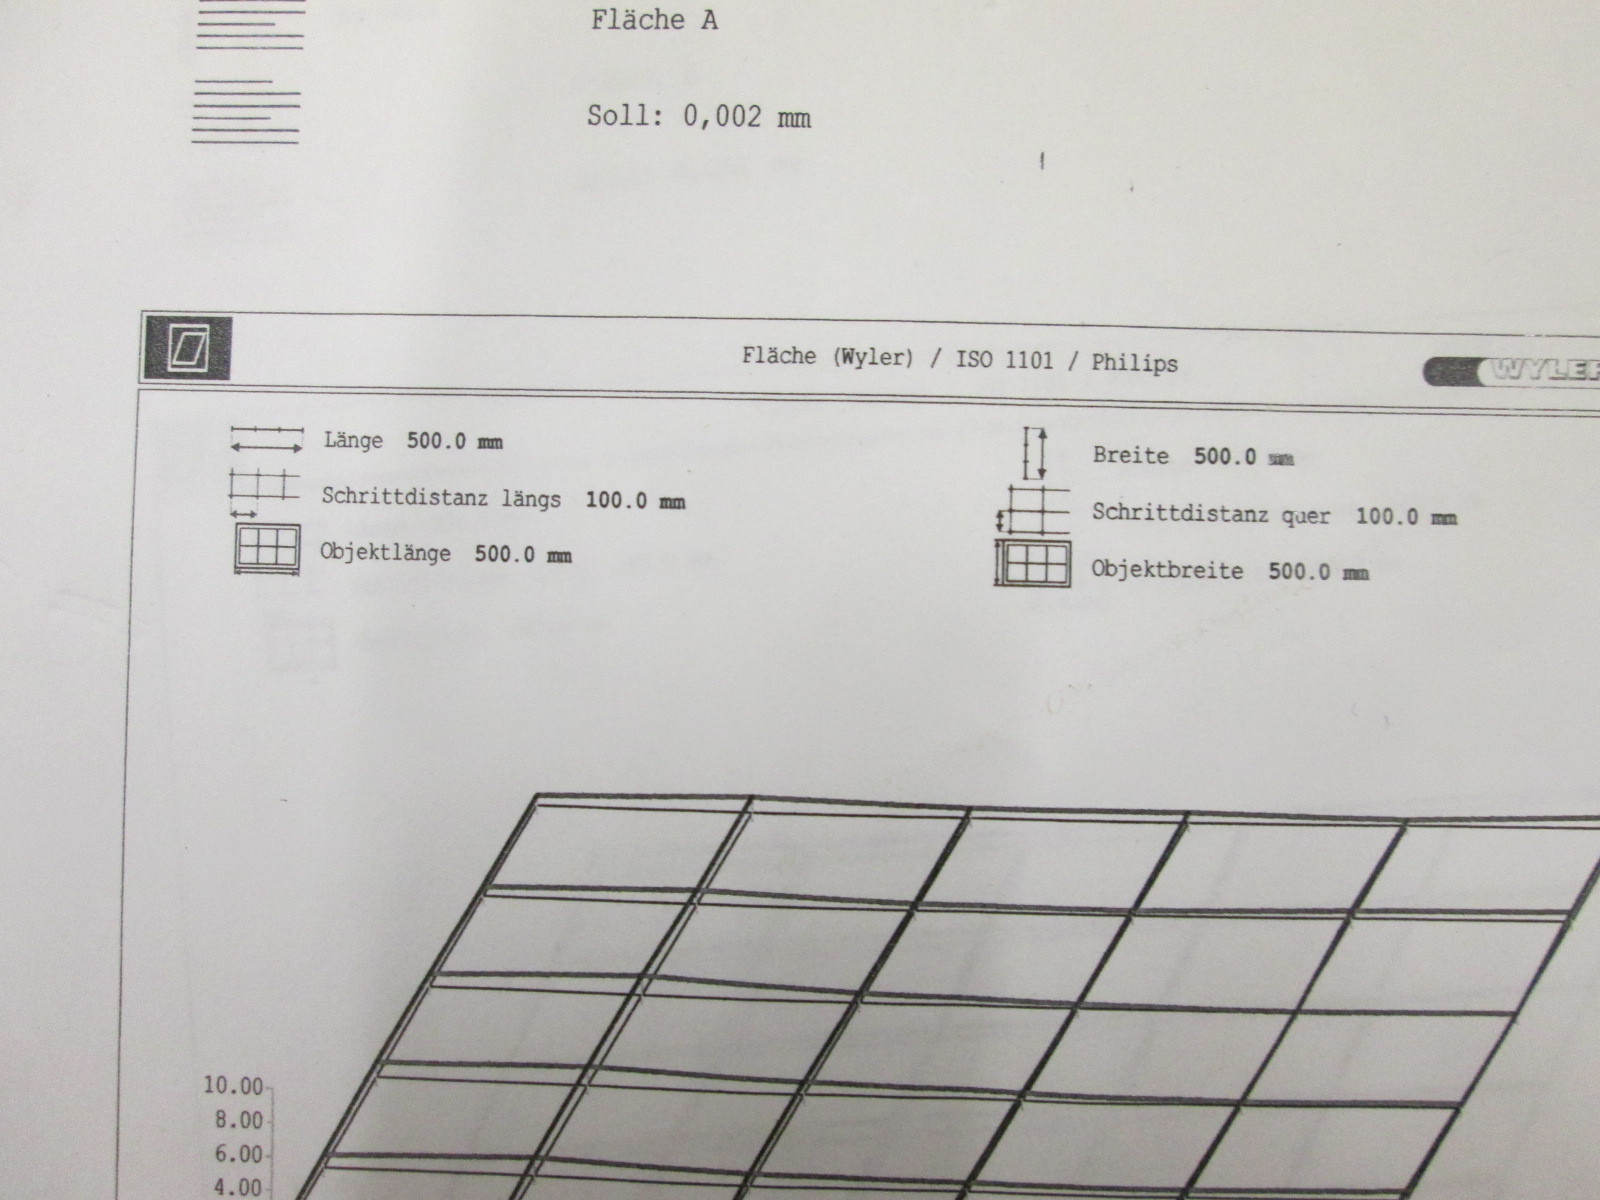 Fläche A
Soll: 0,002 mm
Fläche (Wyler) / ISO 1101 / Philips
WYLER
Länge 500.0 mm
Breite 500.0 mm
Schrittdistanz längs 100.0 mm
Schrittdistanz quer 100.0 mm
Objektlänge 500.0 mm
Objektbreite 500.0 mm
10.00
8.00
6.00
4.00